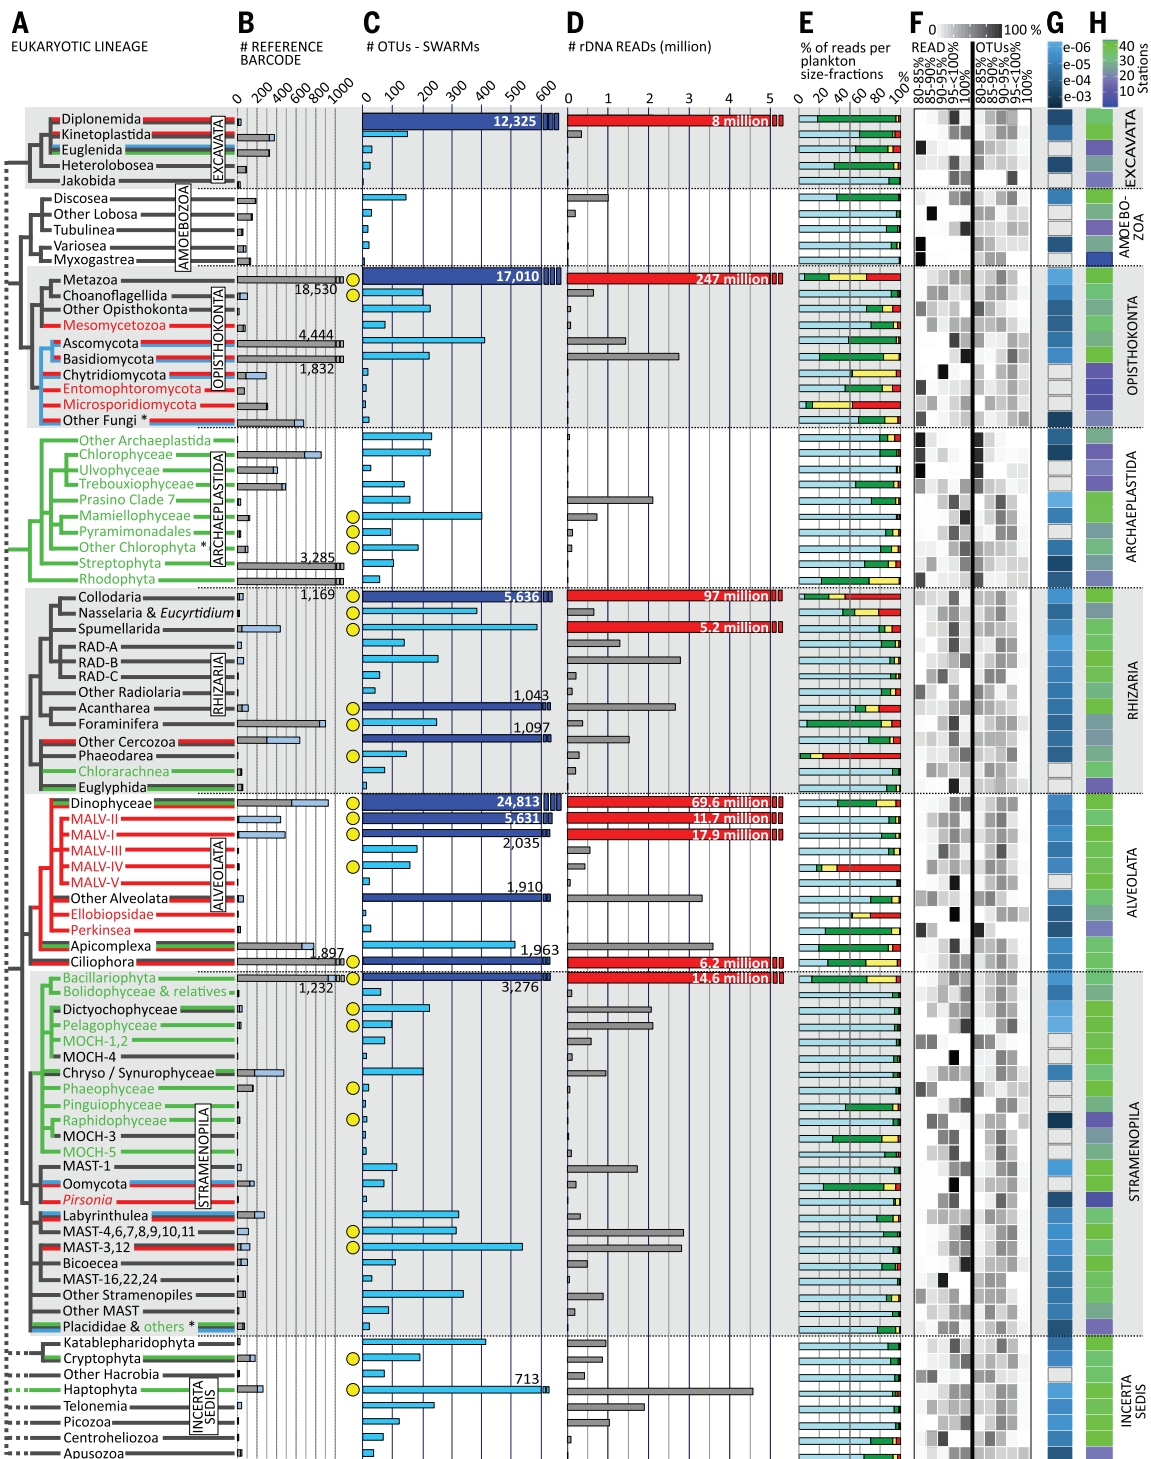 A B C D E F G H
EUKARYOTIC LINEAGE
# REFERENCE
BARCODE
# OTUs - SWARMs
# rDNA READs (million)
% of reads per
plankton
size-fractions
0 100 %
READs OTUs
80-85% 85-90% 90-95% 95-<100% 100% 80-85% 85-90% 90-95% 95-<100% 100%
e-06
e-05
e-04
e-03
40
30
20
10
Stations
0 200 400 600 800 1000
0 100 200 300 400 500 600
0 1 2 3 4 5
0 20 40 60 80 100 %
Diplonemida 12,325 8 million
Kinetoplastida
Euglenida
Heterolobosea
Jakobida
EXCAVATA
EXCAVATA
Discosea
Other Lobosa
Tubulinea
Variosea
Myxogastrea
AMOEBOZOA
AMOEBO-
ZOA
Metazoa 18,530 17,010 247 million
Choanoflagellida
Other Opisthokonta
Mesomycetozoa
Ascomycota 4,444
Basidiomycota 1,832
Chytridiomycota
Entomophtoromycota
Microsporidiomycota
Other Fungi *
OPISTHOKONTA
OPISTHOKONTA
Other Archaeplastida
Chlorophyceae
Ulvophyceae
Trebouxiophyceae
Prasino Clade 7
Mamiellophyceae
Pyramimonadales
Other Chlorophyta *
Streptophyta 3,285
Rhodophyta 1,169
ARCHAEPLASTIDA
ARCHAEPLASTIDA
Collodaria 5,636 97 million
Nasselaria & Eucyrtidium
Spumellarida 5.2 million
RAD-A
RAD-B
RAD-C
Other Radiolaria
Acantharea 1,043
Foraminifera
Other Cercozoa 1,097
Phaeodarea
Chlorarachnea
Euglyphida
RHIZARIA
RHIZARIA
Dinophyceae 24,813 69.6 million
MALV-II 5,631 11.7 million
MALV-I 2,035 17.9 million
MALV-III
MALV-IV
MALV-V
Other Alveolata 1,910
Ellobiopsidae
Perkinsea
Apicomplexa
Ciliophora 1,897 1,963 6.2 million
ALVEOLATA
ALVEOLATA
Bacillariophyta 1,232 3,276 14.6 million
Bolidophyceae & relatives
Dictyochophyceae
Pelagophyceae
MOCH-1,2
MOCH-4
Chryso / Synurophyceae
Phaeophyceae
Pinguiophyceae
Raphidophyceae
MOCH-3
MOCH-5
MAST-1
Oomycota
Pirsonia
Labyrinthulea
MAST-4,6,7,8,9,10,11
MAST-3,12
Bicoecea
MAST-16,22,24
Other Stramenopiles
Other MAST
Placididae & others *
STRAMENOPILA
STRAMENOPILA
Katablepharidophyta
Cryptophyta
Other Hacrobia
Haptophyta 713
Telonemia
Picozoa
Centroheliozoa
Apusozoa
INCERTA
SEDIS
INCERTA
SEDIS